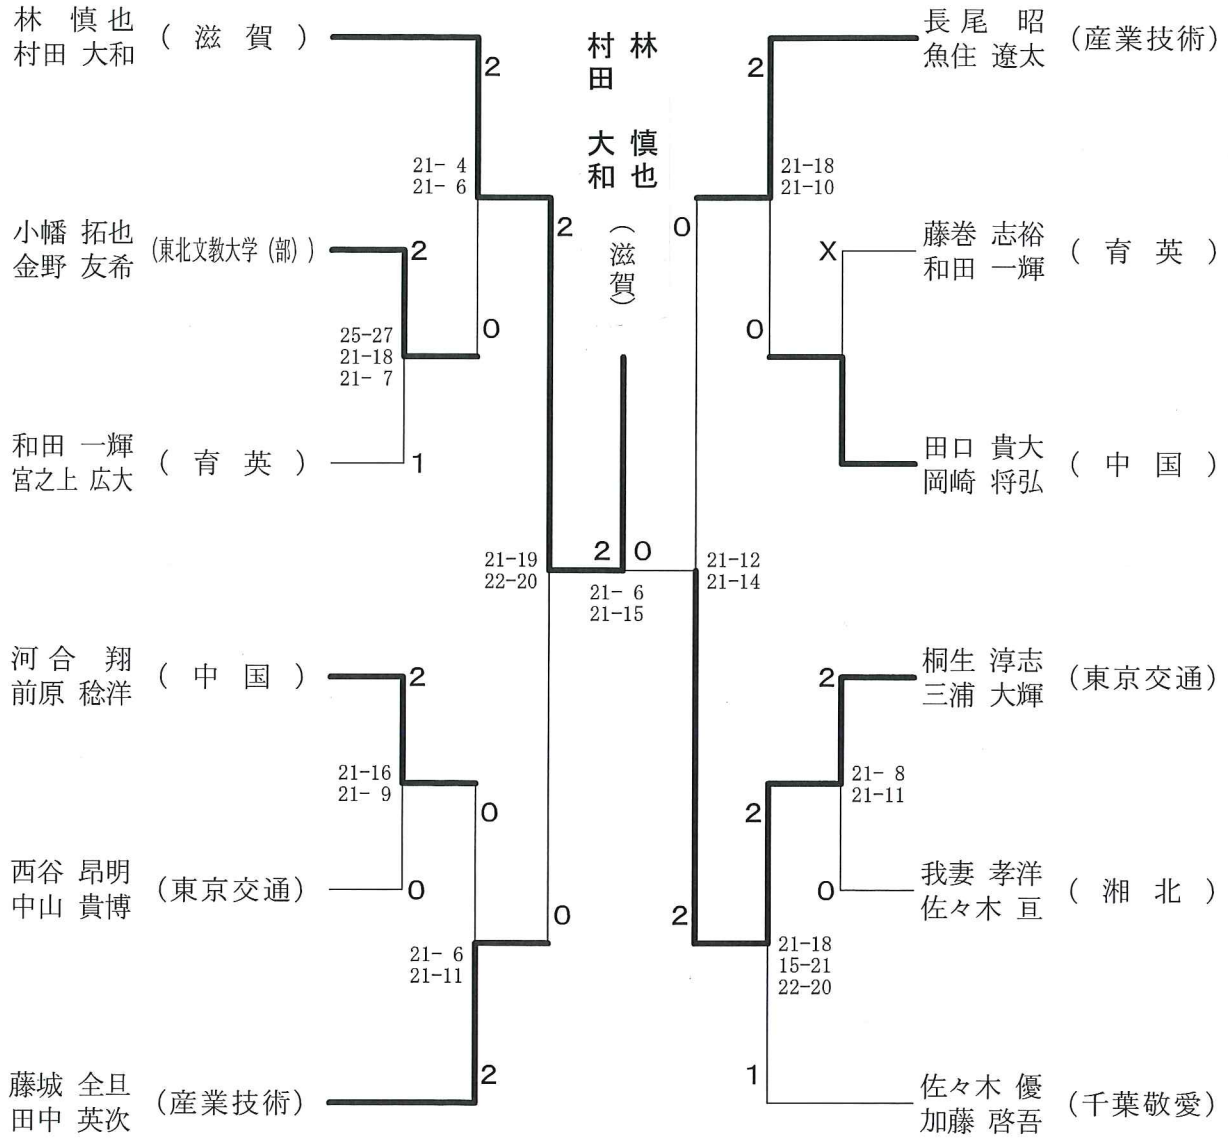 林 慎也
村田 大和
(滋賀)
2
21- 4
21- 6
小幡 拓也
金野 友希
(東北文教大学(部))
2
25-27
21-18
21- 7
0
和田 一輝
宮之上 広大
(育英)
1
2
21-19
22-20
河合 翔
前原 稔洋
(中国)
2
21-16
21- 9
0
西谷 昂明
中山 貴博
(東京交通)
0
21- 6
21-11
0
藤城 全旦
田中 英次
(産業技術)
2
林 慎也
村田 大和
(滋賀)
2 0
21- 6
21-15
長尾 昭
魚住 遼太
(産業技術)
2
21-18
21-10
0
藤巻 志裕
和田 一輝
(育英)
X
0
田口 貴大
岡崎 将弘
(中国)
21-12
21-14
桐生 淳志
三浦 大輝
(東京交通)
2
21- 8
21-11
2
我妻 孝洋
佐々木 亘
(湘北)
0
2
21-18
15-21
22-20
佐々木 優
加藤 啓吾
(千葉敬愛)
1